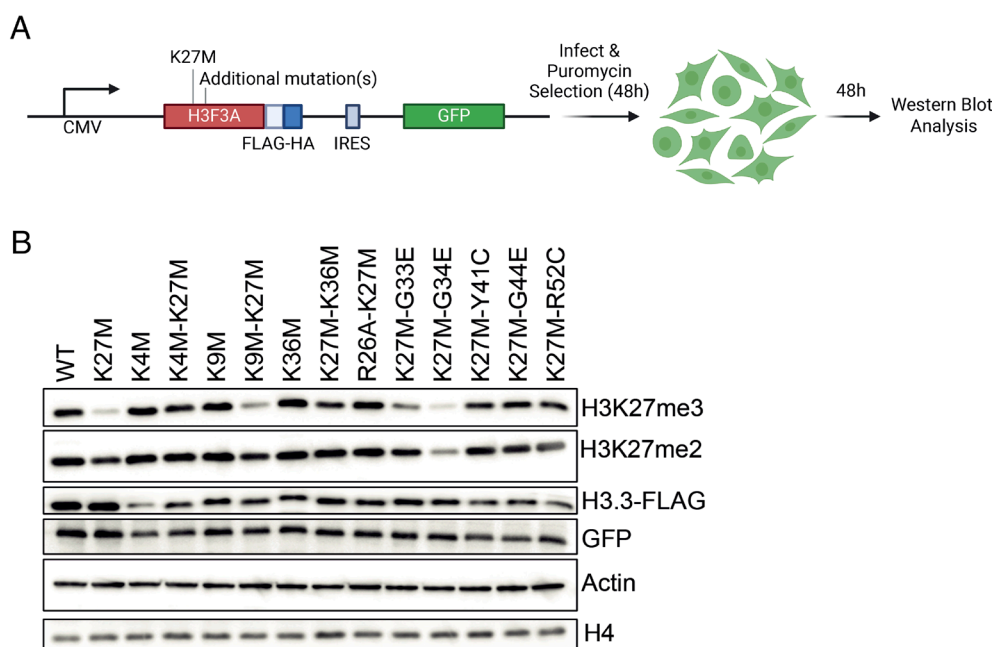 A
K27M
Additional mutation(s)
CMV
H3F3A
FLAG-HA
IRES
GFP
Infect &
Puromycin
Selection (48h)
48h
Western Blot
Analysis
B
WT
K27M
K4M
K4M-K27M
K9M
K9M-K27M
K36M
K27M-K36M
R26A-K27M
K27M-G33E
K27M-G34E
K27M-Y41C
K27M-G44E
K27M-R52C
H3K27me3
H3K27me2
H3.3-FLAG
GFP
Actin
H4